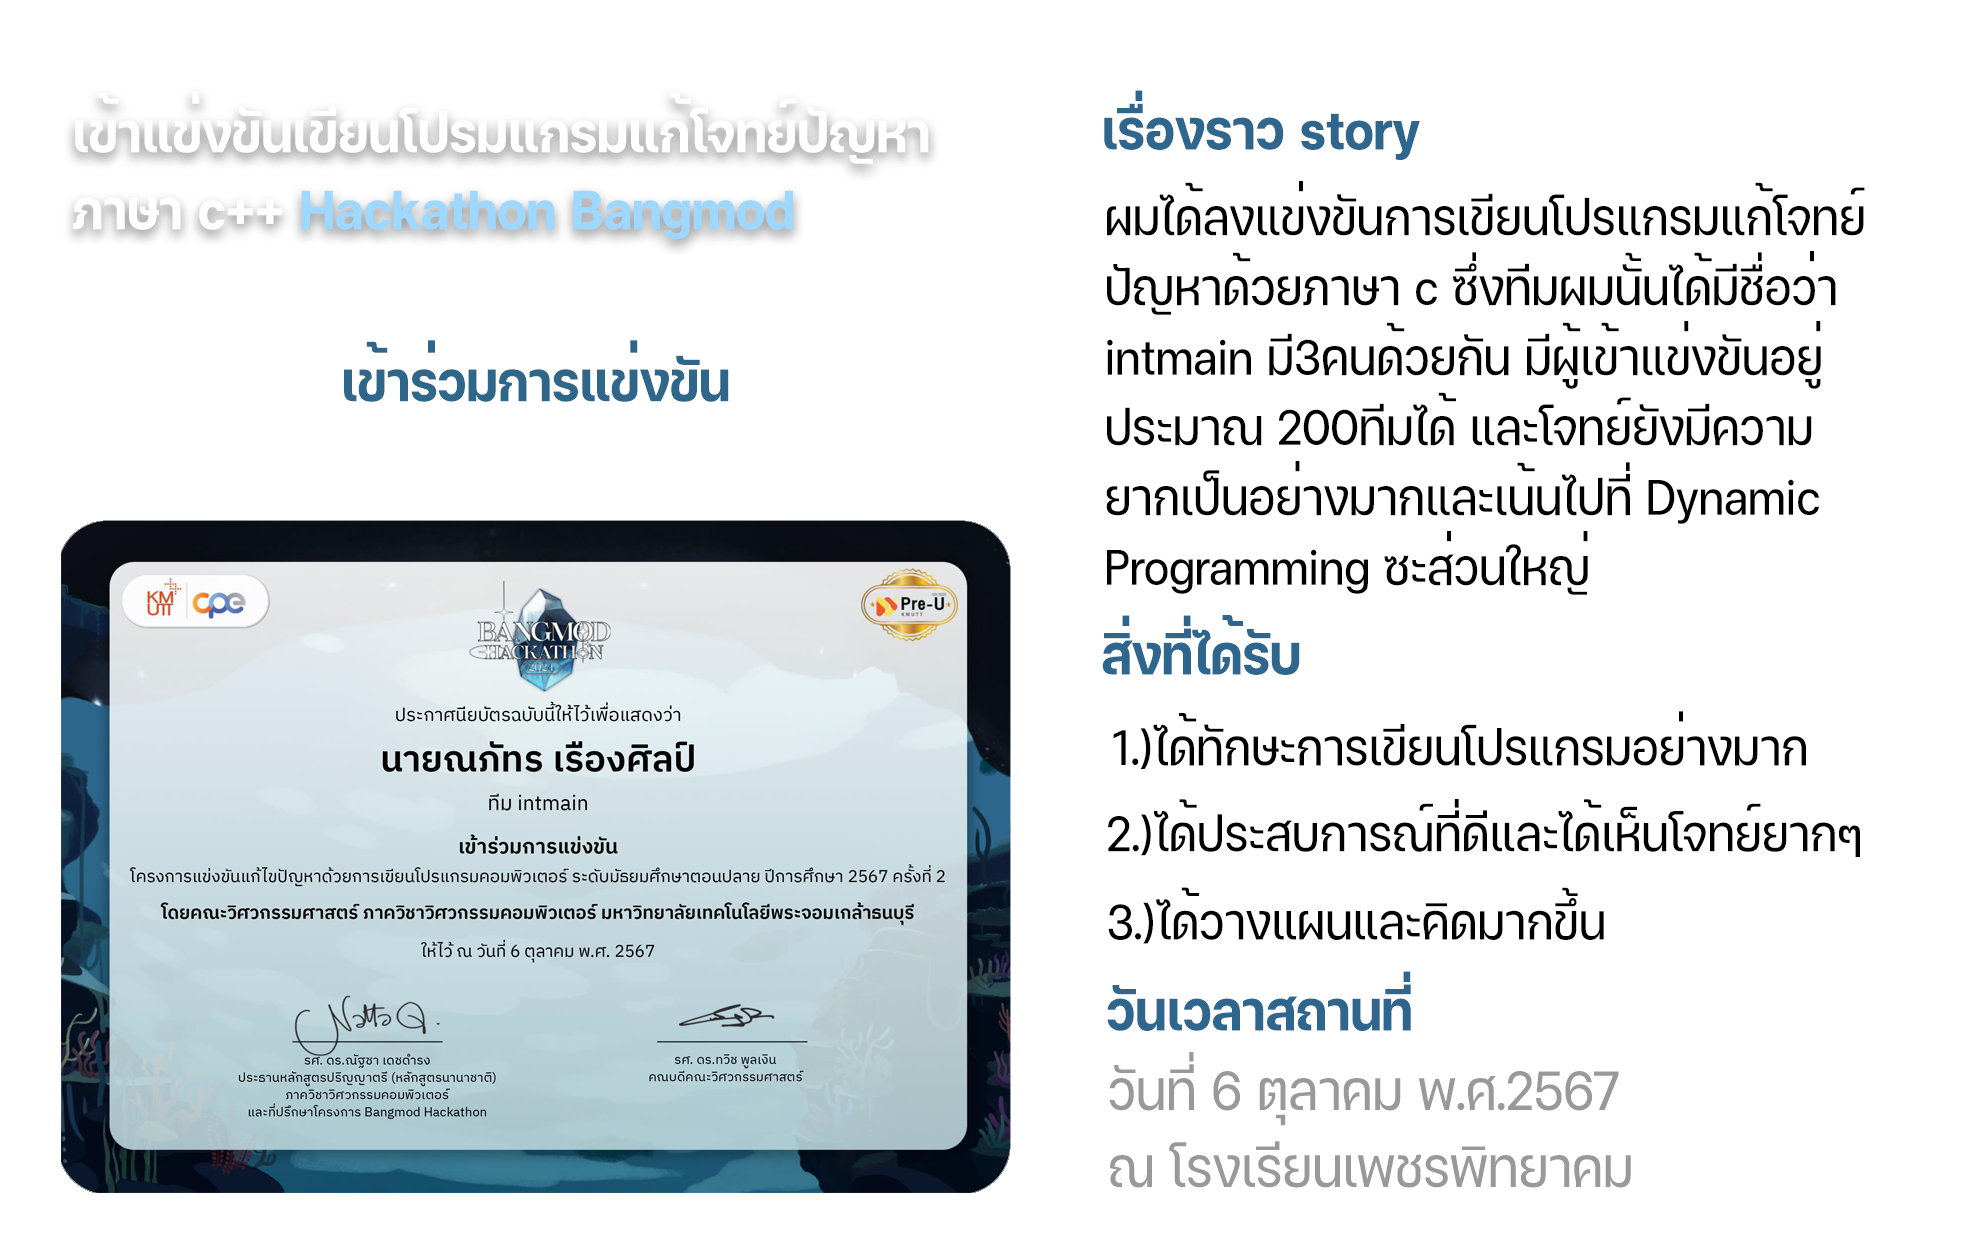 เข้าแข่งขันเขียนโปรมแกรมแก้โจทย์ปัญหา
ภาษา c++ Hackathon Bangmod
เข้าร่วมการแข่งขัน
KMUTT cpe
BANGMOD
HACKATHON
Pre-U
KMUTT
ประกาศนียบัตรฉบับนี้ให้ไว้เพื่อแสดงว่า
นายณภัทร เรืองศิลป์
ทีม intmain
เข้าร่วมการแข่งขัน
โครงการแข่งขันแก้ไขปัญหาด้วยการเขียนโปรแกรมคอมพิวเตอร์ ระดับมัธยมศึกษาตอนปลาย ปีการศึกษา 2567 ครั้งที่ 2
โดยคณะวิศวกรรมศาสตร์ ภาควิชาวิศวกรรมคอมพิวเตอร์ มหาวิทยาลัยเทคโนโลยีพระจอมเกล้าธนบุรี
ให้ไว้ ณ วันที่ 6 ตุลาคม พ.ศ. 2567
รศ. ดร.ณัฐชา เดชดำรง
ประธานหลักสูตรปริญญาตรี (หลักสูตรนานาชาติ)
ภาควิชาวิศวกรรมคอมพิวเตอร์
และที่ปรึกษาโครงการ Bangmod Hackathon
รศ. ดร.ทวิช พูลเงิน
คณบดีคณะวิศวกรรมศาสตร์
เรื่องราว story
ผมได้ลงแข่งขันการเขียนโปรแกรมแก้โจทย์
ปัญหาด้วยภาษา c ซึ่งทีมผมนั้นได้มีชื่อว่า
intmain มี3คนด้วยกัน มีผู้เข้าแข่งขันอยู่
ประมาณ 200ทีมได้ และโจทย์ยังมีความ
ยากเป็นอย่างมากและเน้นไปที่ Dynamic
Programming ซะส่วนใหญ่
สิ่งที่ได้รับ
1.)ได้ทักษะการเขียนโปรแกรมอย่างมาก
2.)ได้ประสบการณ์ที่ดีและได้เห็นโจทย์ยากๆ
3.)ได้วางแผนและคิดมากขึ้น
วันเวลาสถานที่
วันที่ 6 ตุลาคม พ.ศ.2567
ณ โรงเรียนเพชรพิทยาคม